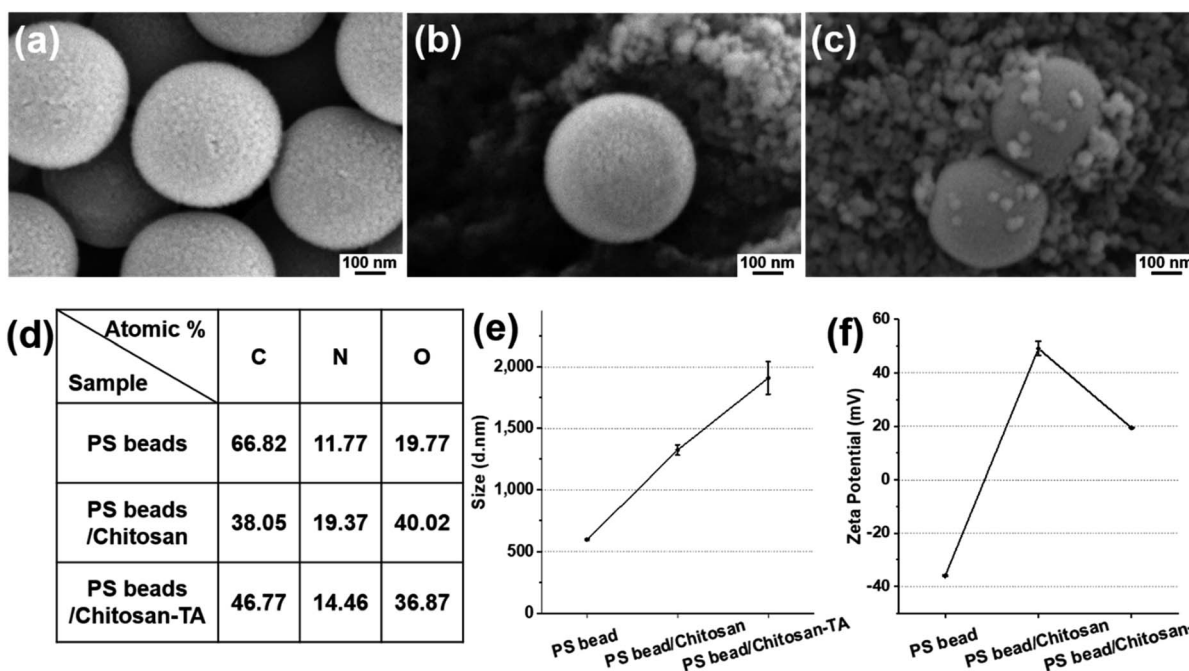 (a)
100 nm
(b)
100 nm
(c)
100 nm
(d)
Atomic %
Sample
C
N
O
PS beads
66.82
11.77
19.77
PS beads
/Chitosan
38.05
19.37
40.02
PS beads
/Chitosan-TA
46.77
14.46
36.87
(e)
Size (d.nm)
2,000
1,500
1,000
500
0
PS bead
PS bead/Chitosan
PS bead/Chitosan-TA
(f)
Zeta Potential (mV)
60
40
20
0
-20
-40
PS bead
PS bead/Chitosan
PS bead/Chitosan-